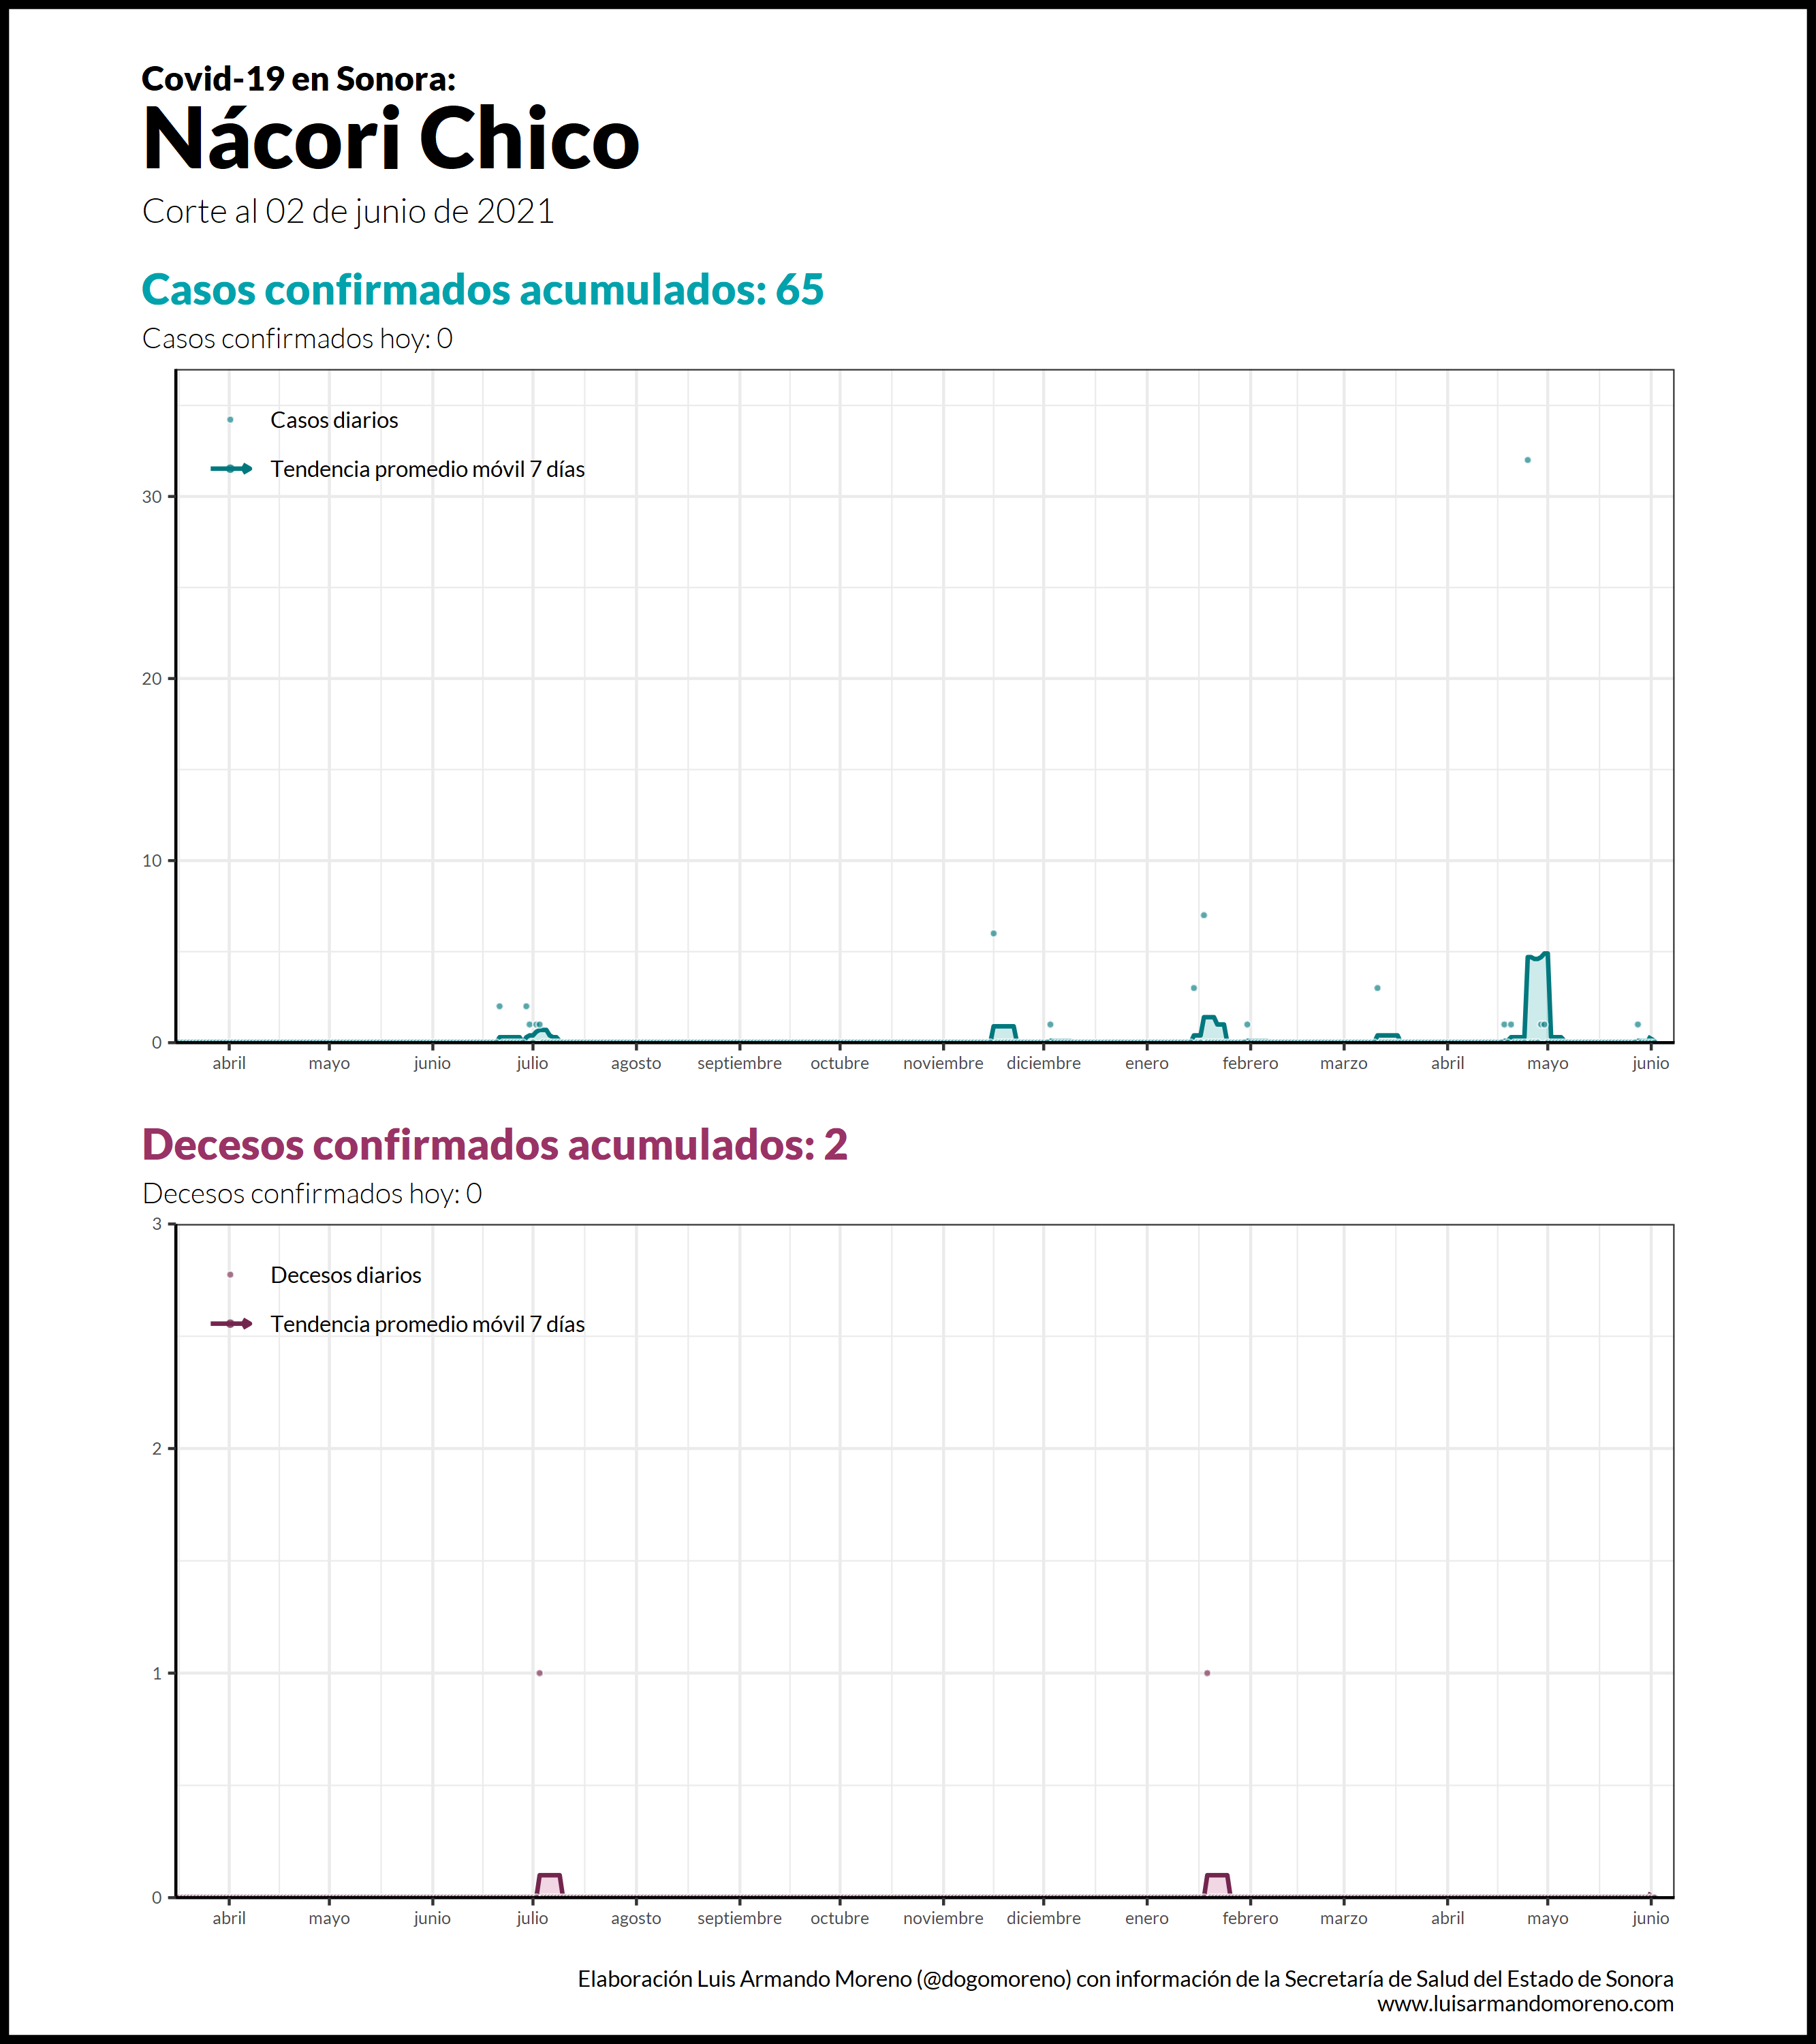 Covid-19 en Sonora:
Nácori Chico
Corte al 02 de junio de 2021
Casos confirmados acumulados: 65
Casos confirmados hoy: 0
Casos diarios
Tendencia promedio móvil 7 días
30
20
10
0
abril mayo junio julio agosto septiembre octubre noviembre diciembre enero febrero marzo abril mayo junio
Decesos confirmados acumulados: 2
Decesos confirmados hoy: 0
3
Decesos diarios
Tendencia promedio móvil 7 días
2
1
0
abril mayo junio julio agosto septiembre octubre noviembre diciembre enero febrero marzo abril mayo junio
Elaboración Luis Armando Moreno (@dogomoreno) con información de la Secretaría de Salud del Estado de Sonora
www.luisarmandomoreno.com